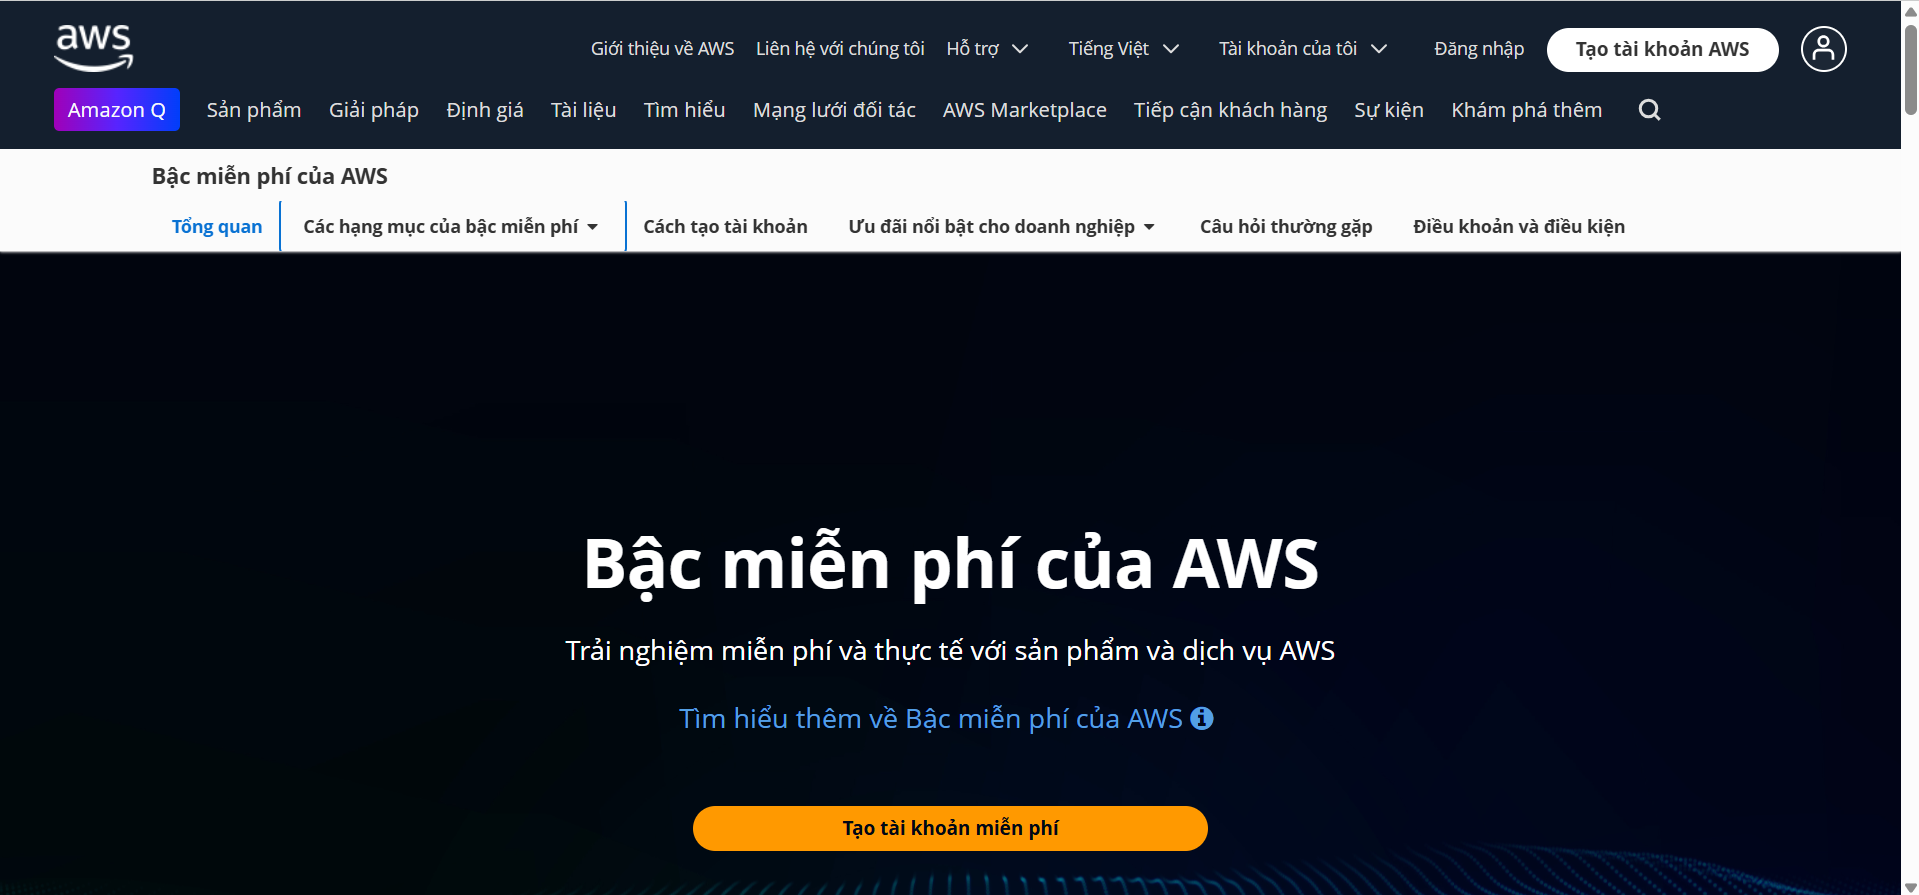 aws
Giới thiệu về AWS Liên hệ với chúng tôi Hỗ trợ Tiếng Việt Tài khoản của tôi Đăng nhập Tạo tài khoản AWS
Amazon Q Sản phẩm Giải pháp Định giá Tài liệu Tìm hiểu Mạng lưới đối tác AWS Marketplace Tiếp cận khách hàng Sự kiện Khám phá thêm
Bậc miễn phí của AWS
Tổng quan Các hạng mục của bậc miễn phí Cách tạo tài khoản Ưu đãi nổi bật cho doanh nghiệp Câu hỏi thường gặp Điều khoản và điều kiện
Bậc miễn phí của AWS
Trải nghiệm miễn phí và thực tế với sản phẩm và dịch vụ AWS
Tìm hiểu thêm về Bậc miễn phí của AWS
Tạo tài khoản miễn phí